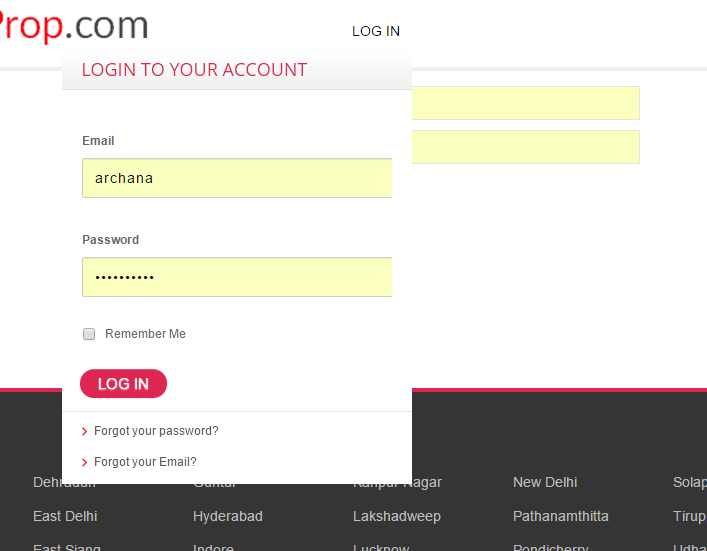 Prop.com
LOG IN
LOGIN TO YOUR ACCOUNT
Email
archana
Password
••••••••••
Remember Me
LOG IN
Forgot your password?
Forgot your Email?
Dehradun Guntur Kanpur Nagar New Delhi Solap
East Delhi Hyderabad Lakshadweep Pathanamthitta Tirup
East Siang Indore Lucknow Pondicherry Udha